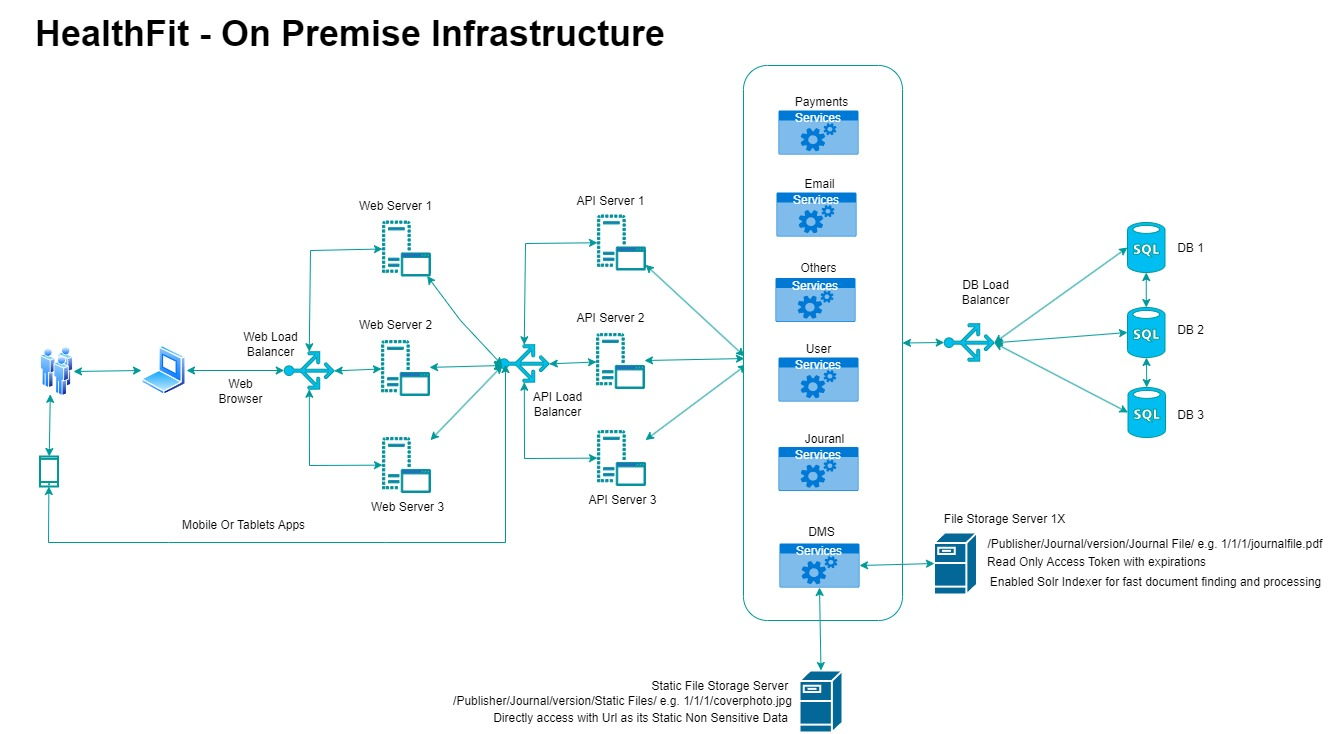 HealthFit - On Premise Infrastructure
Payments
Services
Email
Services
Others
Services
User
Services
Jouranl
Services
DMS
Services
Web Server 1
Web Server 2
Web Server 3
API Server 1
API Server 2
API Server 3
Web Load
Balancer
Web
Browser
API Load
Balancer
Mobile Or Tablets Apps
DB Load
Balancer
SQL
DB 1
SQL
DB 2
SQL
DB 3
File Storage Server 1X
/Publisher/Journal/version/Journal File/ e.g. 1/1/1/journalfile.pdf
Read Only Access Token with expirations
Enabled Solr Indexer for fast document finding and processing
Static File Storage Server
/Publisher/Journal/version/Static Files/ e.g. 1/1/1/coverphoto.jpg
Directly access with Url as its Static Non Sensitive Data